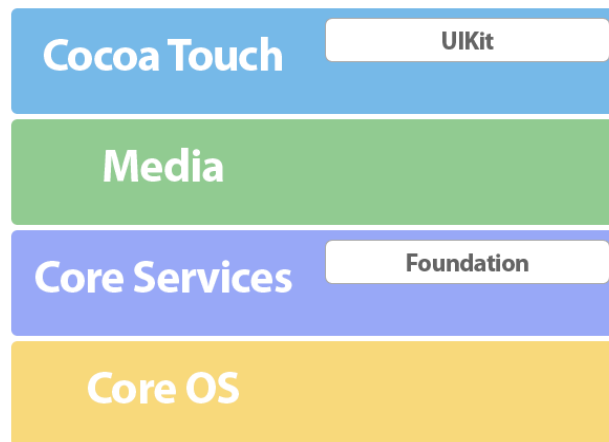 Cocoa Touch
UIKit
Media
Core Services
Foundation
Core OS